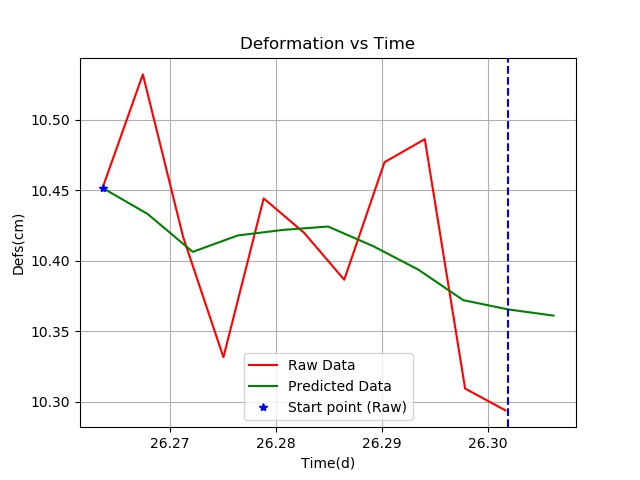 Deformation vs Time
Defs(cm)
10.50
10.45
10.40
10.35
10.30
Raw Data
Predicted Data
Start point (Raw)
26.27
26.28
26.29
26.30
Time(d)